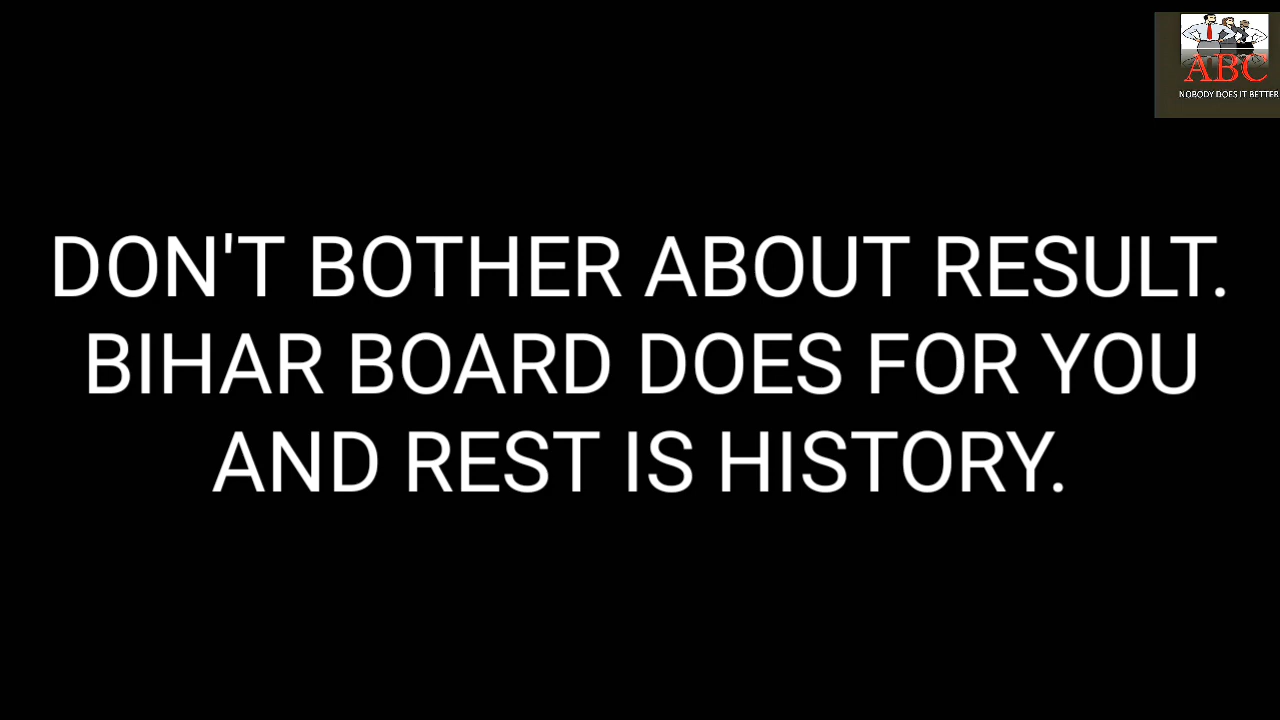 ABC
NOBODY DOES IT BETTER
DON'T BOTHER ABOUT RESULT.
BIHAR BOARD DOES FOR YOU
AND REST IS HISTORY.